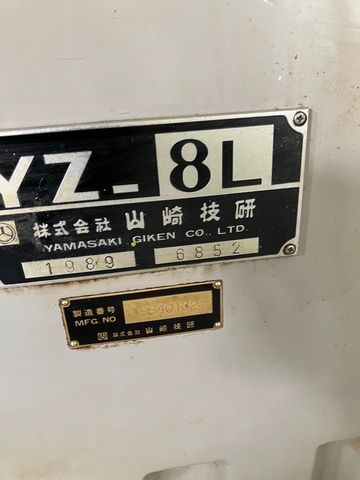 YZ-8L
株式会社 山崎技研
YAMASAKI GIKEN CO., LTD.
1989 6852
製造番号
MFG. NO
株式会社 山崎技研